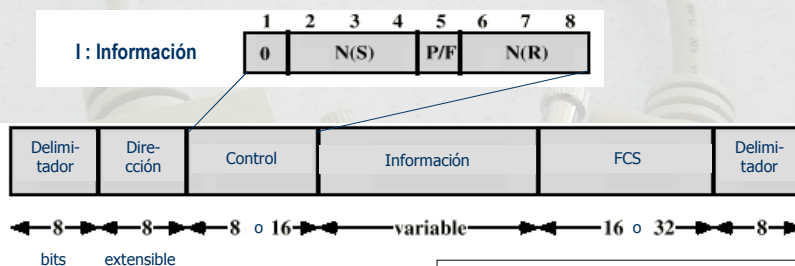 1 2 3 4 5 6 7 8
I : Información 0 N(S) P/F N(R)
Delimi-
tador
Dire-
cción
Control
Información
FCS
Delimi-
tador
8 8 8 o 16 variable 16 o 32 8
bits extensible